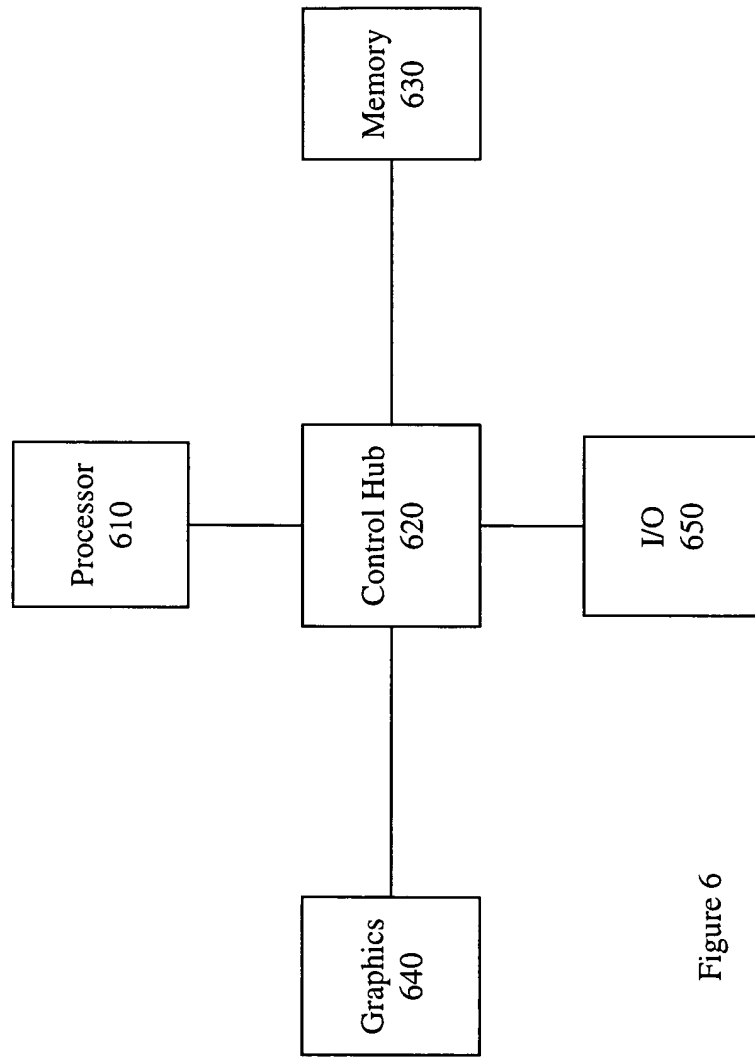 Processor
610
Graphics
640
Control Hub
620
Memory
630
I/O
650
Figure 6